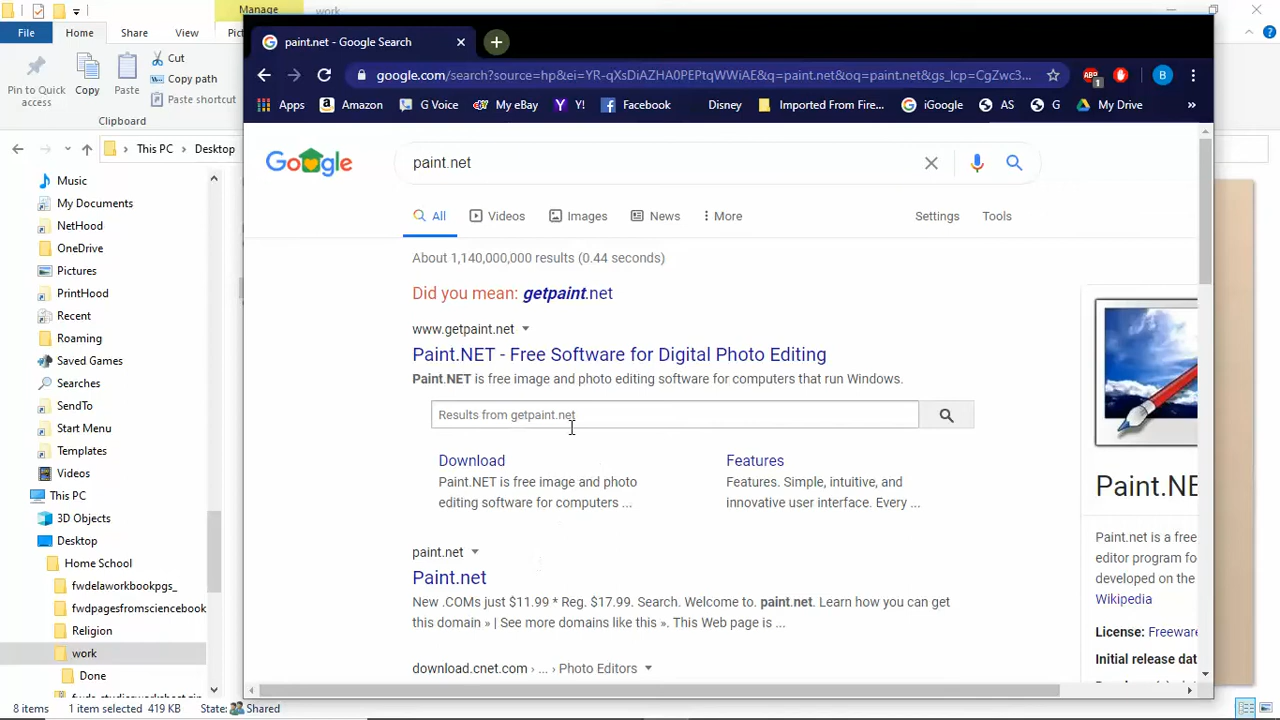 Manage
work
File
Home
Share
View
Pin to Quick access
Copy
Paste
Cut
Copy path
Paste shortcut
Clipboard
This PC
Desktop
Music
My Documents
NetHood
OneDrive
Pictures
PrintHood
Recent
Roaming
Saved Games
Searches
SendTo
Start Menu
Templates
Videos
This PC
3D Objects
Desktop
Home School
fwdelaworkbookpgs_
fwdpagesfromsciencebook
Religion
work
Done
8 items
1 item selected 419 KB
State: Shared
paint.net - Google Search
google.com/search?source=hp&ei=YR-qXsDiAZHA0PEPtqWWiAE&q=paint.net&oq=paint.net&gs_lcp=CgZwc3...
ABP
1
B
Apps
Amazon
G Voice
My eBay
Y!
Facebook
Disney
Imported From Fire...
iGoogle
AS
G
My Drive
»
Google
paint.net
All
Videos
Images
News
More
Settings
Tools
About 1,140,000,000 results (0.44 seconds)
Did you mean: getpaint.net
www.getpaint.net
Paint.NET - Free Software for Digital Photo Editing
Paint.NET is free image and photo editing software for computers that run Windows.
Results from getpaint.net
Download
Paint.NET is free image and photo
editing software for computers ...
Features
Features. Simple, intuitive, and
innovative user interface. Every ...
paint.net
Paint.net
New .COMs just $11.99 * Reg. $17.99. Search. Welcome to. paint.net. Learn how you can get
this domain » | See more domains like this ». This Web page is ...
download.cnet.com › ... › Photo Editors
Paint.NE
Paint.net is a free
editor program fo
developed on the
Wikipedia
License: Freeware
Initial release dat